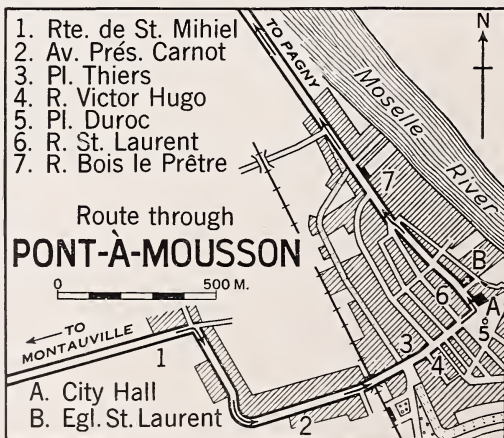 1. Rte. de St. Mihiel
2. Av. Prés. Carnot
3. Pl. Thiers
4. R. Victor Hugo
5. Pl. Duroc
6. R. St. Laurent
7. R. Bois le Prêtre
TO PAGNY
N
Moselle
River
7
Route through
PONT-À-MOUSSON
0 500 M.
B
A
6
5
TO
MONTAUVILLE
1
3
4
2
A. City Hall
B. Egl. St. Laurent